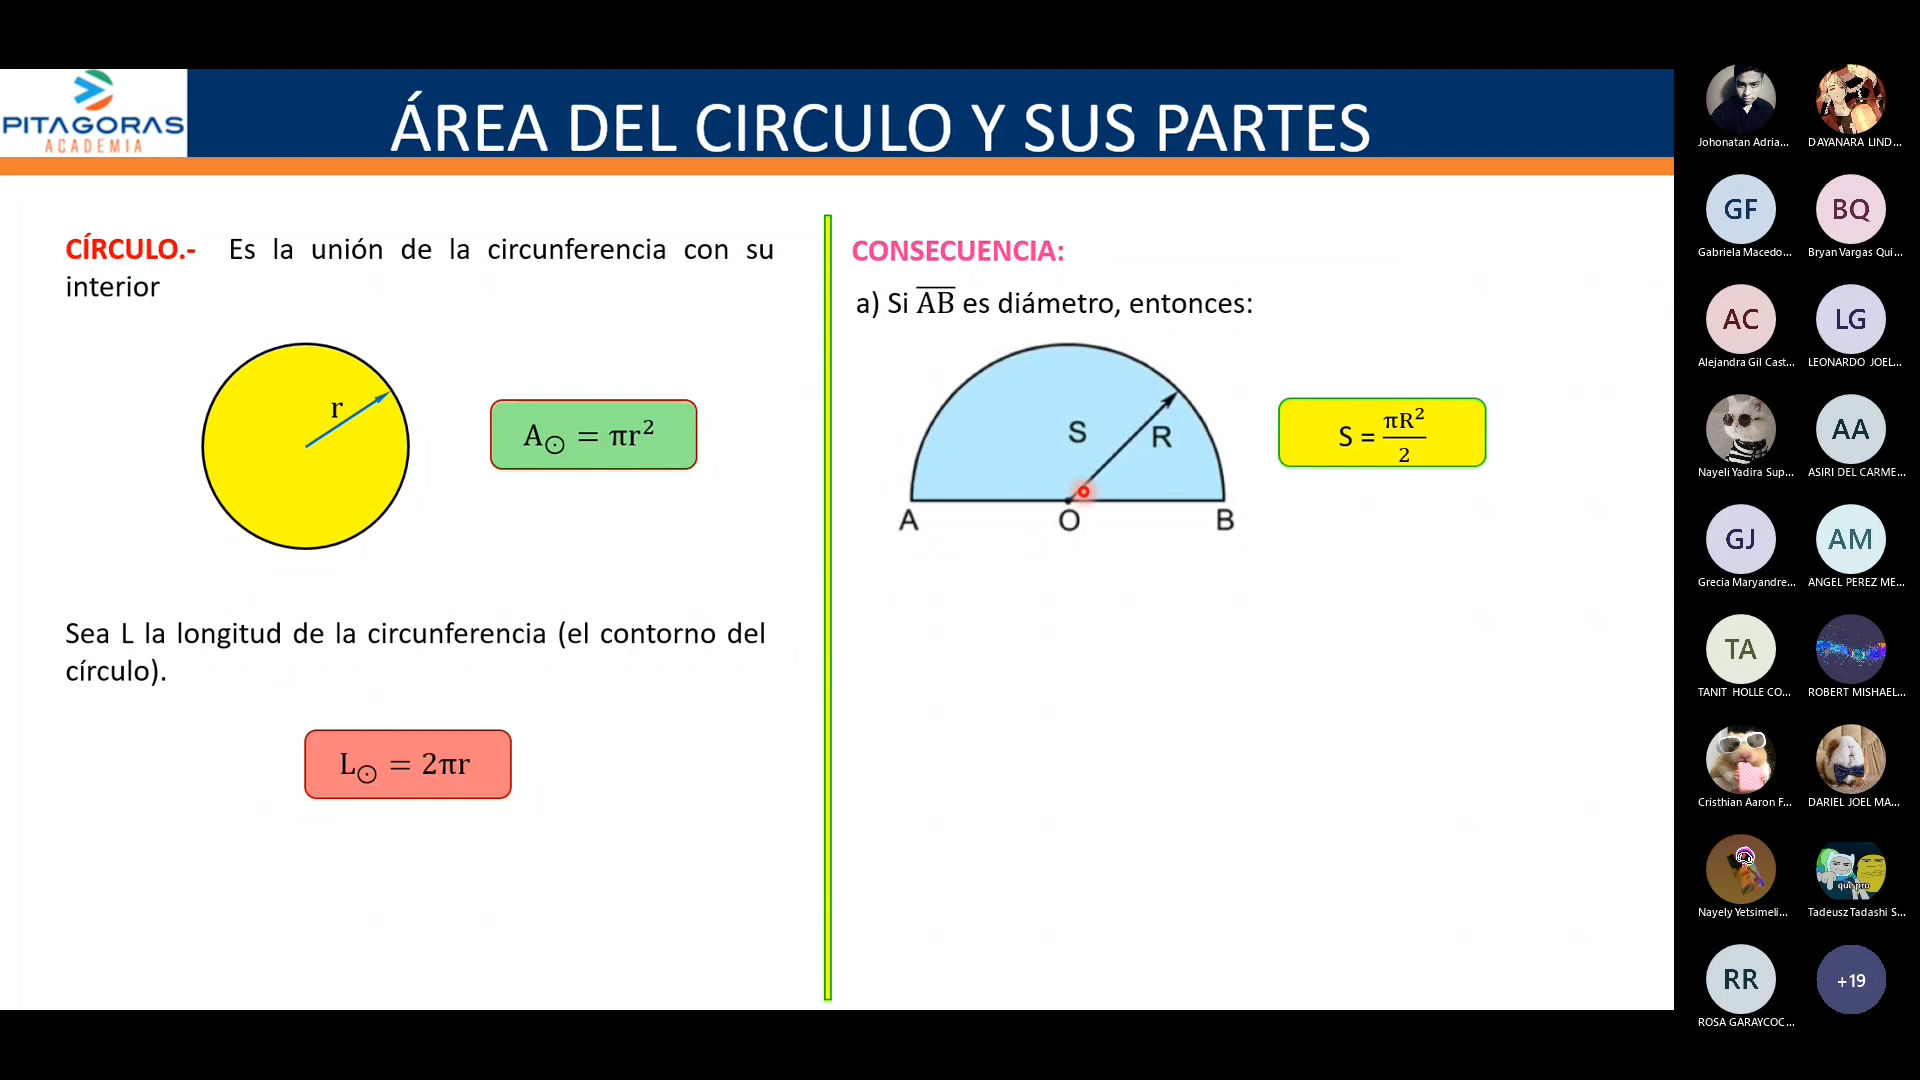 PITAGORAS
ACADEMIA
ÁREA DEL CIRCULO Y SUS PARTES
CÍRCULO.- Es la unión de la circunferencia con su
interior
r
A⊙ = πr²
Sea L la longitud de la circunferencia (el contorno del
círculo).
L⊙ = 2πr
CONSECUENCIA:
a) Si A̅B̅ es diámetro, entonces:
S
R
A
O
B
S = πR²/2
Johonatan Adria...
DAYANARA LIND...
GF
Gabriela Macedo...
BQ
Bryan Vargas Qui...
AC
Alejandra Gil Cast...
LG
LEONARDO JOEL...
Nayeli Yadira Sup...
AA
ASIRI DEL CARME...
GJ
Grecia Maryandre...
AM
ANGEL PEREZ ME...
TA
TANIT HOLLE CO...
ROBERT MISHAEL...
Cristhian Aaron F...
DARIEL JOEL MA...
Nayely Yetsimeli...
que pro
Tadeusz Tadashi S...
RR
ROSA GARAYCOC...
+19